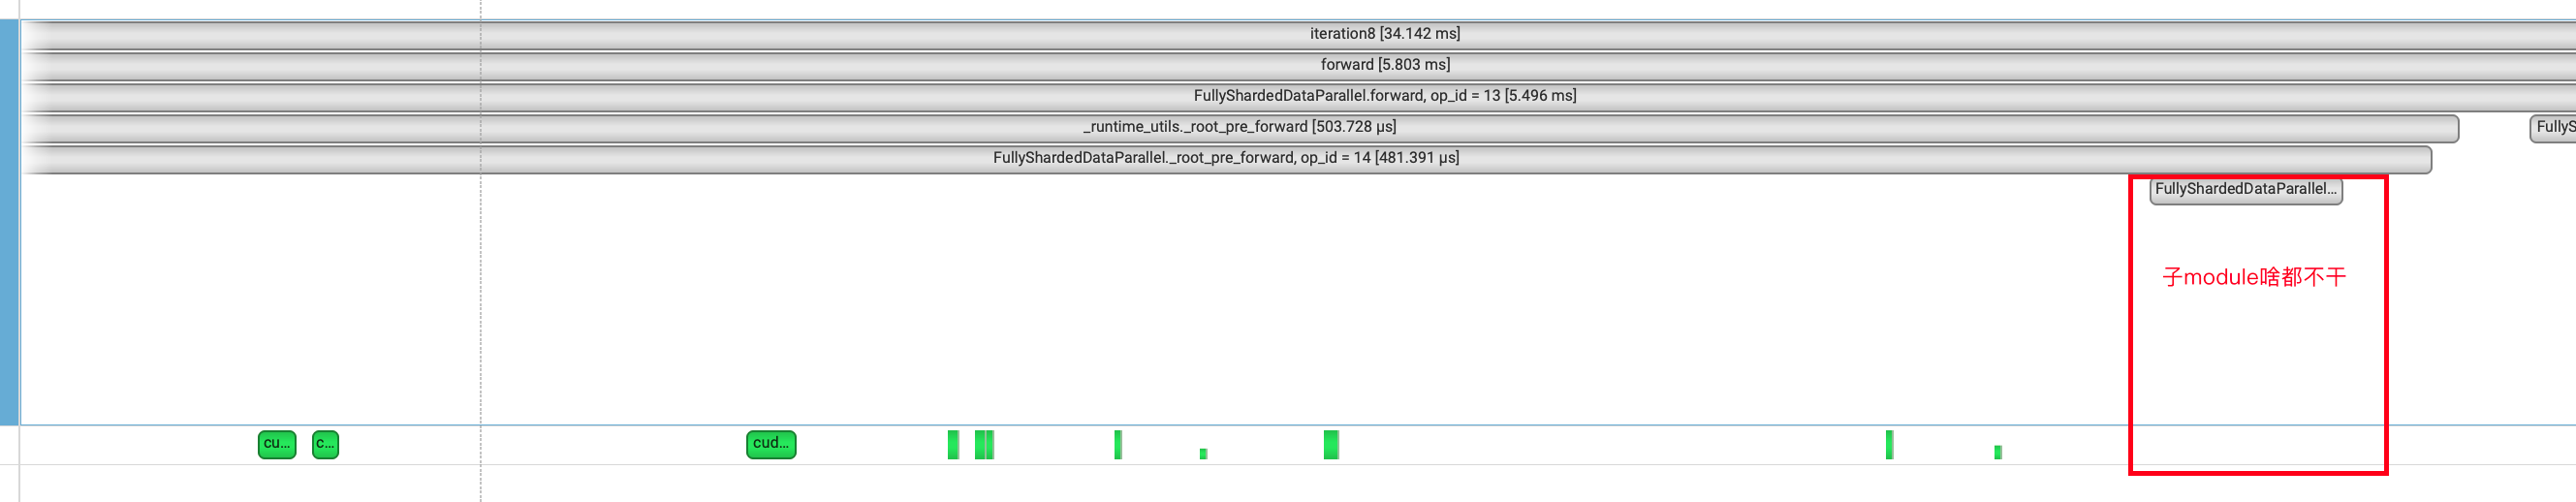 iteration8 [34.142 ms]
forward [5.803 ms]
FullyShardedDataParallel.forward, op_id = 13 [5.496 ms]
_runtime_utils._root_pre_forward [503.728 μs]
FullyS
FullyShardedDataParallel._root_pre_forward, op_id = 14 [481.391 μs]
FullyShardedDataParallel...
子module啥都不干
cu...
c...
cud...